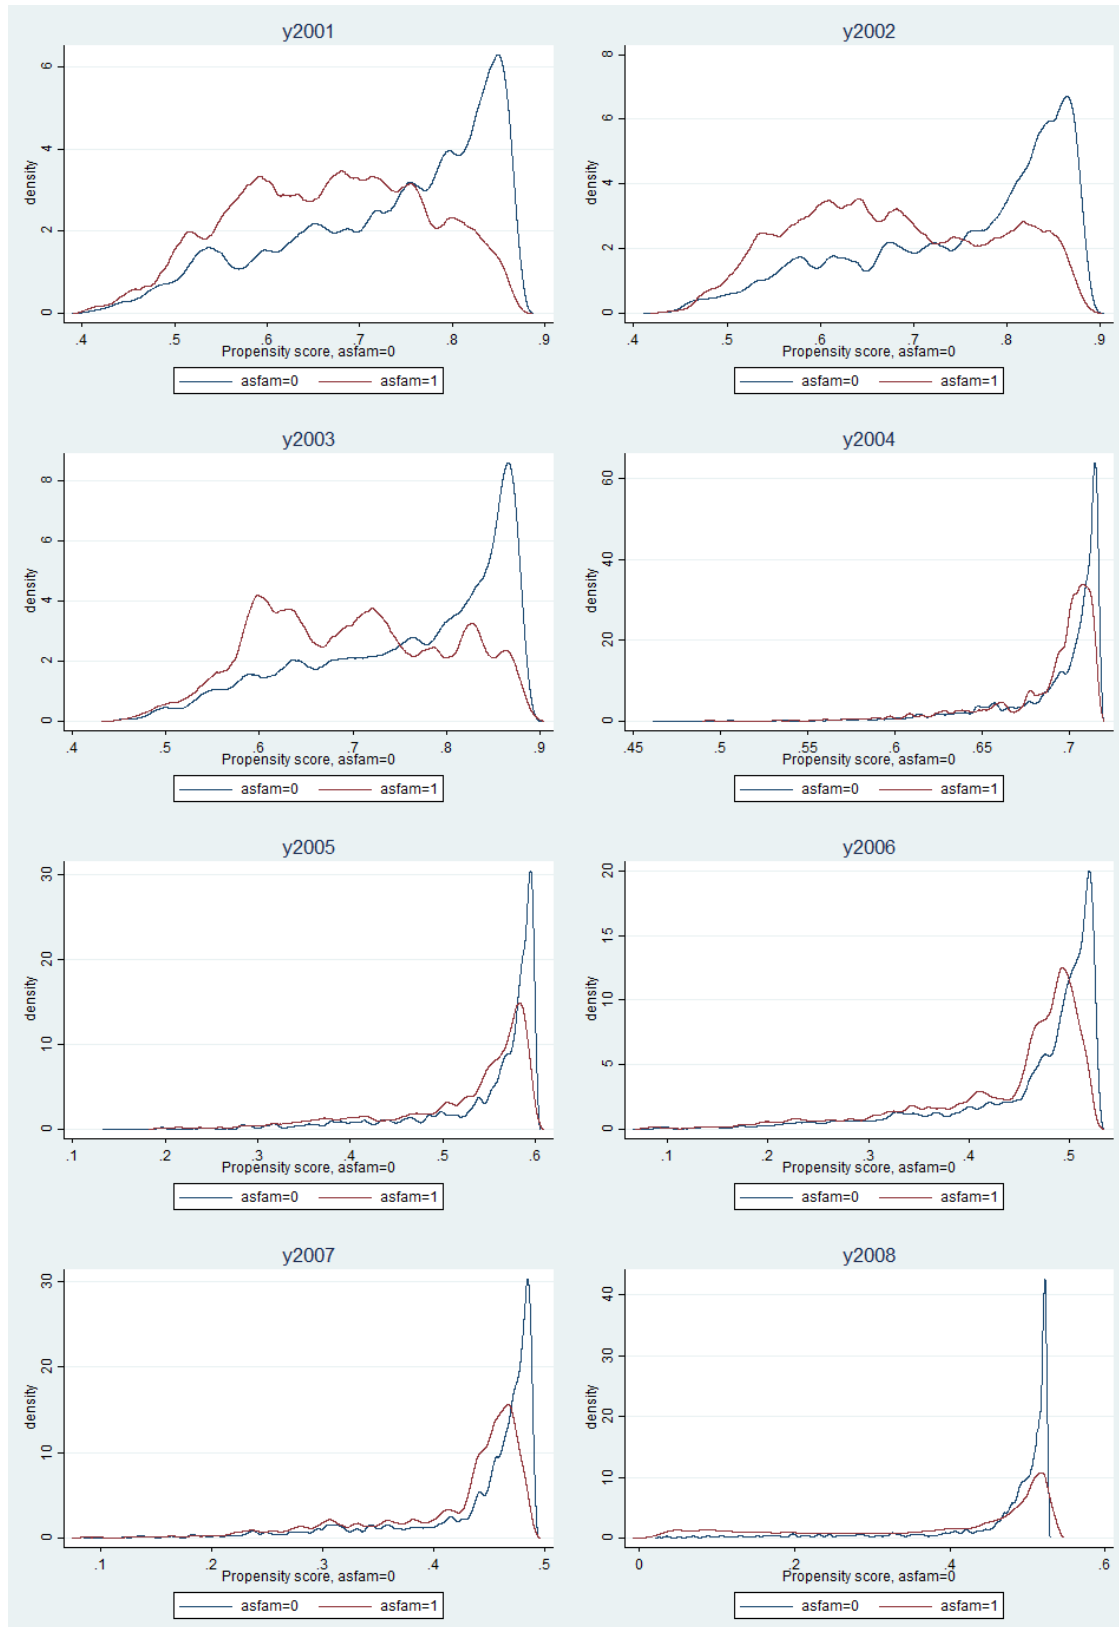 y2001
density
0 2 4 6
.4 .5 .6 .7 .8 .9
Propensity score, asfam=0
asfam=0 asfam=1
y2002
density
0 2 4 6 8
.4 .5 .6 .7 .8 .9
Propensity score, asfam=0
asfam=0 asfam=1
y2003
density
0 2 4 6 8
.4 .5 .6 .7 .8 .9
Propensity score, asfam=0
asfam=0 asfam=1
y2004
density
0 20 40 60
.45 .5 .55 .6 .65 .7
Propensity score, asfam=0
asfam=0 asfam=1
y2005
density
0 10 20 30
.1 .2 .3 .4 .5 .6
Propensity score, asfam=0
asfam=0 asfam=1
y2006
density
0 5 10 15 20
.1 .2 .3 .4 .5
Propensity score, asfam=0
asfam=0 asfam=1
y2007
density
0 10 20 30
.1 .2 .3 .4 .5
Propensity score, asfam=0
asfam=0 asfam=1
y2008
density
0 10 20 30 40
0 .2 .4 .6
Propensity score, asfam=0
asfam=0 asfam=1